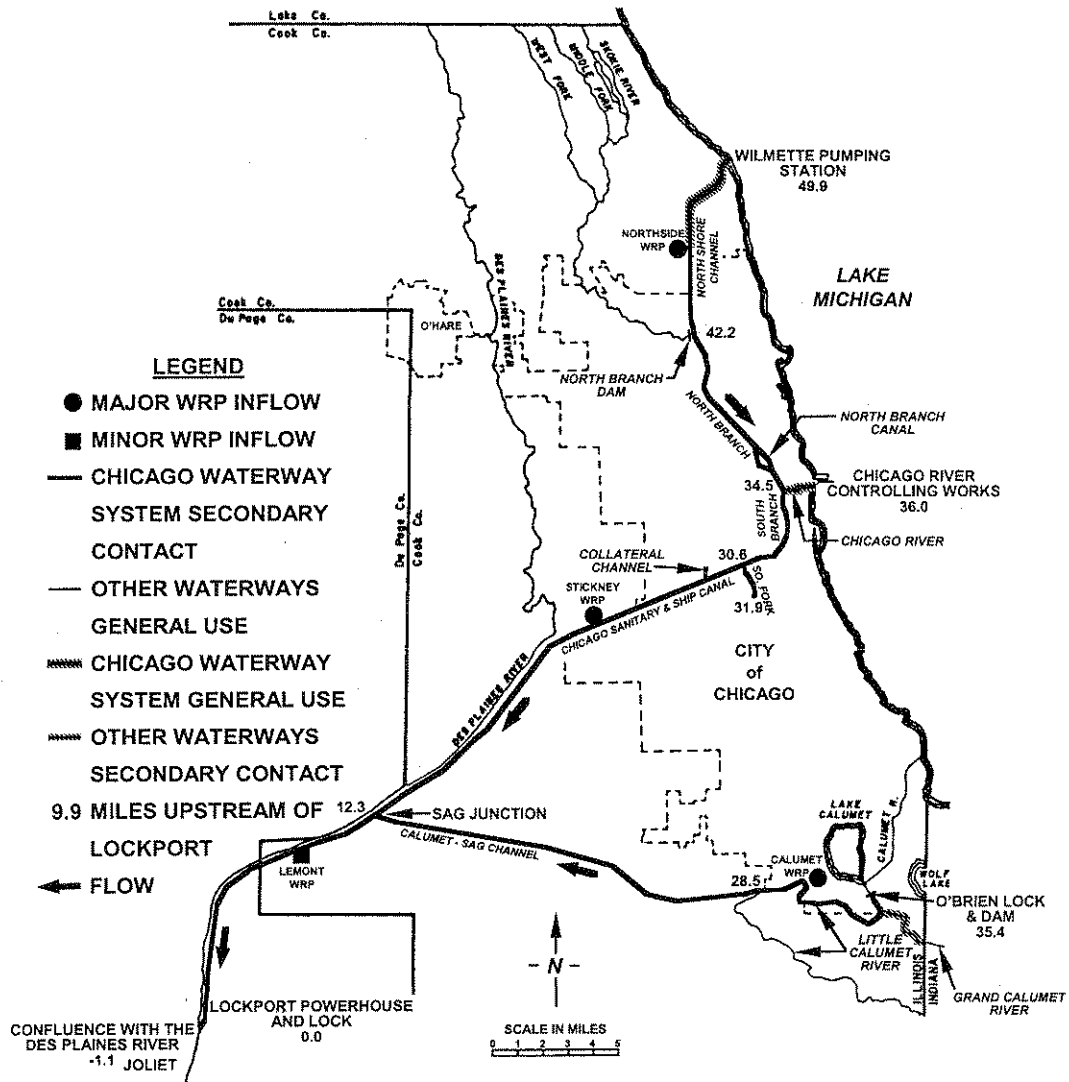 Lake Co.
Cook Co.
WEST FORK
MIDDLE FORK
SKOKIE RIVER
WILMETTE PUMPING
STATION
49.9
NORTHSIDE
WRP
NORTH SHORE
CHANNEL
LAKE
MICHIGAN
DES PLAINES
RIVER
Cook Co.
Du Page Co.
O'HARE
42.2
NORTH BRANCH
DAM
NORTH BRANCH
NORTH BRANCH
CANAL
34.5
CHICAGO RIVER
CONTROLLING WORKS
36.0
SOUTH
BRANCH
CHICAGO RIVER
LEGEND
MAJOR WRP INFLOW
MINOR WRP INFLOW
CHICAGO WATERWAY
SYSTEM SECONDARY
CONTACT
OTHER WATERWAYS
GENERAL USE
CHICAGO WATERWAY
SYSTEM GENERAL USE
OTHER WATERWAYS
SECONDARY CONTACT
9.9 MILES UPSTREAM OF
LOCKPORT
FLOW
Du Page Co.
Cook Co.
COLLATERAL
CHANNEL
30.6
SO. FORK
31.9
STICKNEY
WRP
CHICAGO SANITARY & SHIP CANAL
CITY
of
CHICAGO
DES PLAINES RIVER
12.3
SAG JUNCTION
CALUMET - SAG CHANNEL
LEMONT
WRP
LAKE
CALUMET
CALUMET R.
CALUMET
WRP
28.5
WOLF
LAKE
O'BRIEN LOCK
& DAM
35.4
LITTLE
CALUMET
RIVER
ILLINOIS
INDIANA
GRAND CALUMET
RIVER
- N -
SCALE IN MILES
0 1 2 3 4 5
LOCKPORT POWERHOUSE
AND LOCK
0.0
CONFLUENCE WITH THE
DES PLAINES RIVER
-1.1
JOLIET